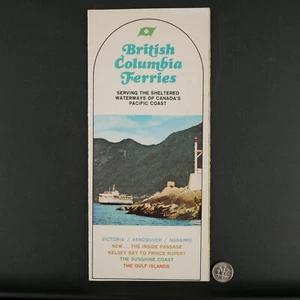 British
Columbia
Ferries
SERVING THE SHELTERED
WATERWAYS OF CANADA'S
PACIFIC COAST
VICTORIA / VANCOUVER / NANAIMO
NEW... THE INSIDE PASSAGE
KELSEY BAY TO PRINCE RUPERT
THE SUNSHINE COAST
THE GULF ISLANDS